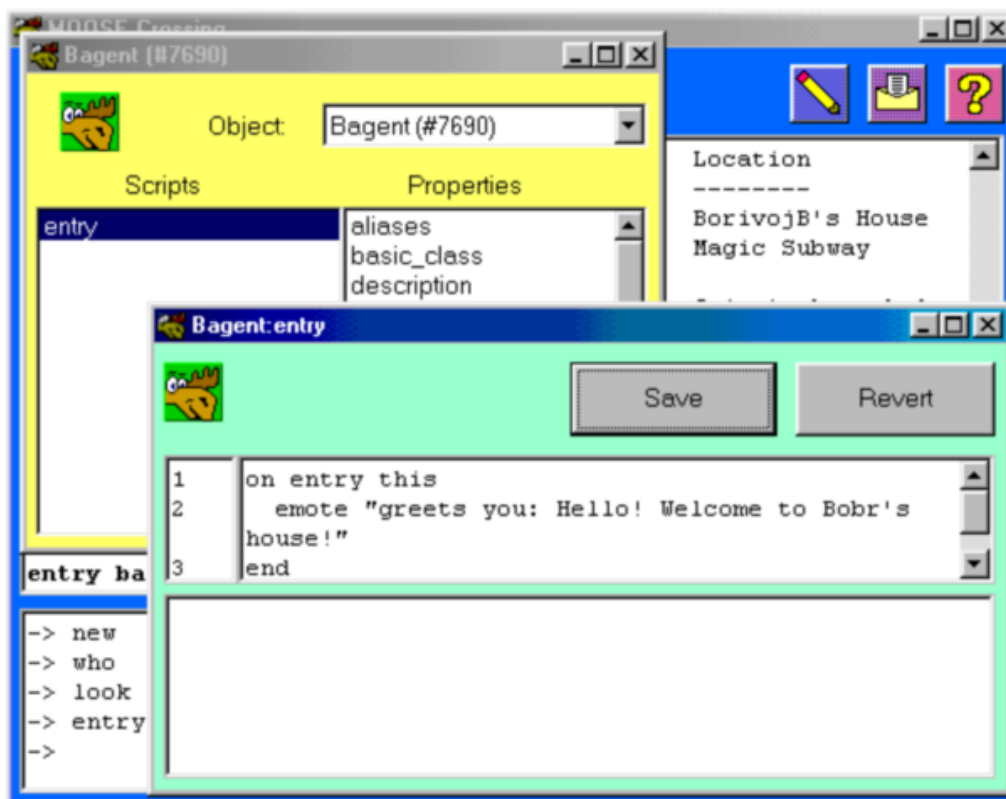 MOOSE Crossing
Bagent (#7690)
Object:
Bagent (#7690)
Scripts
Properties
entry
aliases
basic_class
description
Location
--------
BorivojB's House
Magic Subway
Bagent:entry
Save
Revert
1
on entry this
2
emote "greets you: Hello! Welcome to Bobr's
house!"
3
end
entry ba
-> new
-> who
-> look
-> entry
->